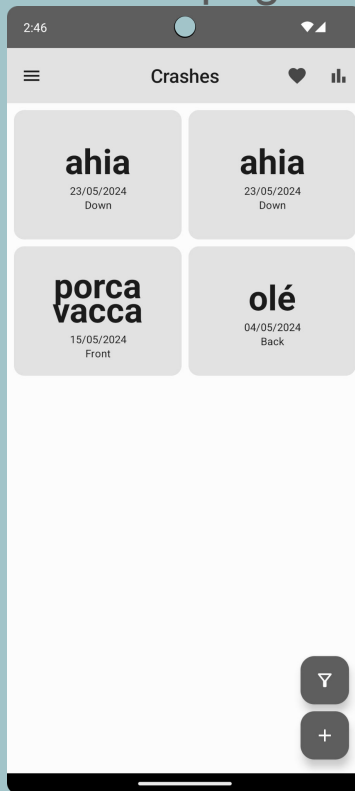 2:46
Crashes
ahia
23/05/2024
Down
ahia
23/05/2024
Down
porca
vacca
15/05/2024
Front
olé
04/05/2024
Back